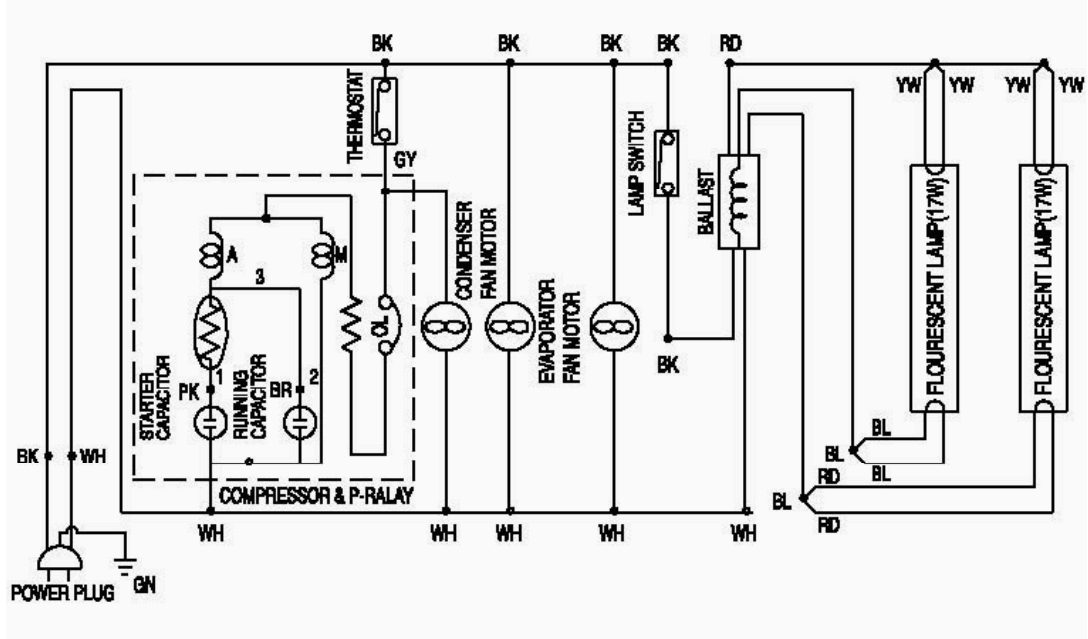 BK
BK
BK
BK
RD
YW
YW
YW
YW
THERMOSTAT
GY
LAMP SWITCH
BALLAST
CONDENSER
FAN MOTOR
EVAPORATOR
FAN MOTOR
FLOURESCENT LAMP(17W)
FLOURESCENT LAMP(17W)
A
M
3
OL
BK
1
2
PK
BR
STARTER
CAPACITOR
RUNNING
CAPACITOR
BL
BL
BL
RD
BL
RD
BK
WH
COMPRESSOR & P-RALAY
WH
WH
WH
WH
WH
GN
POWER PLUG